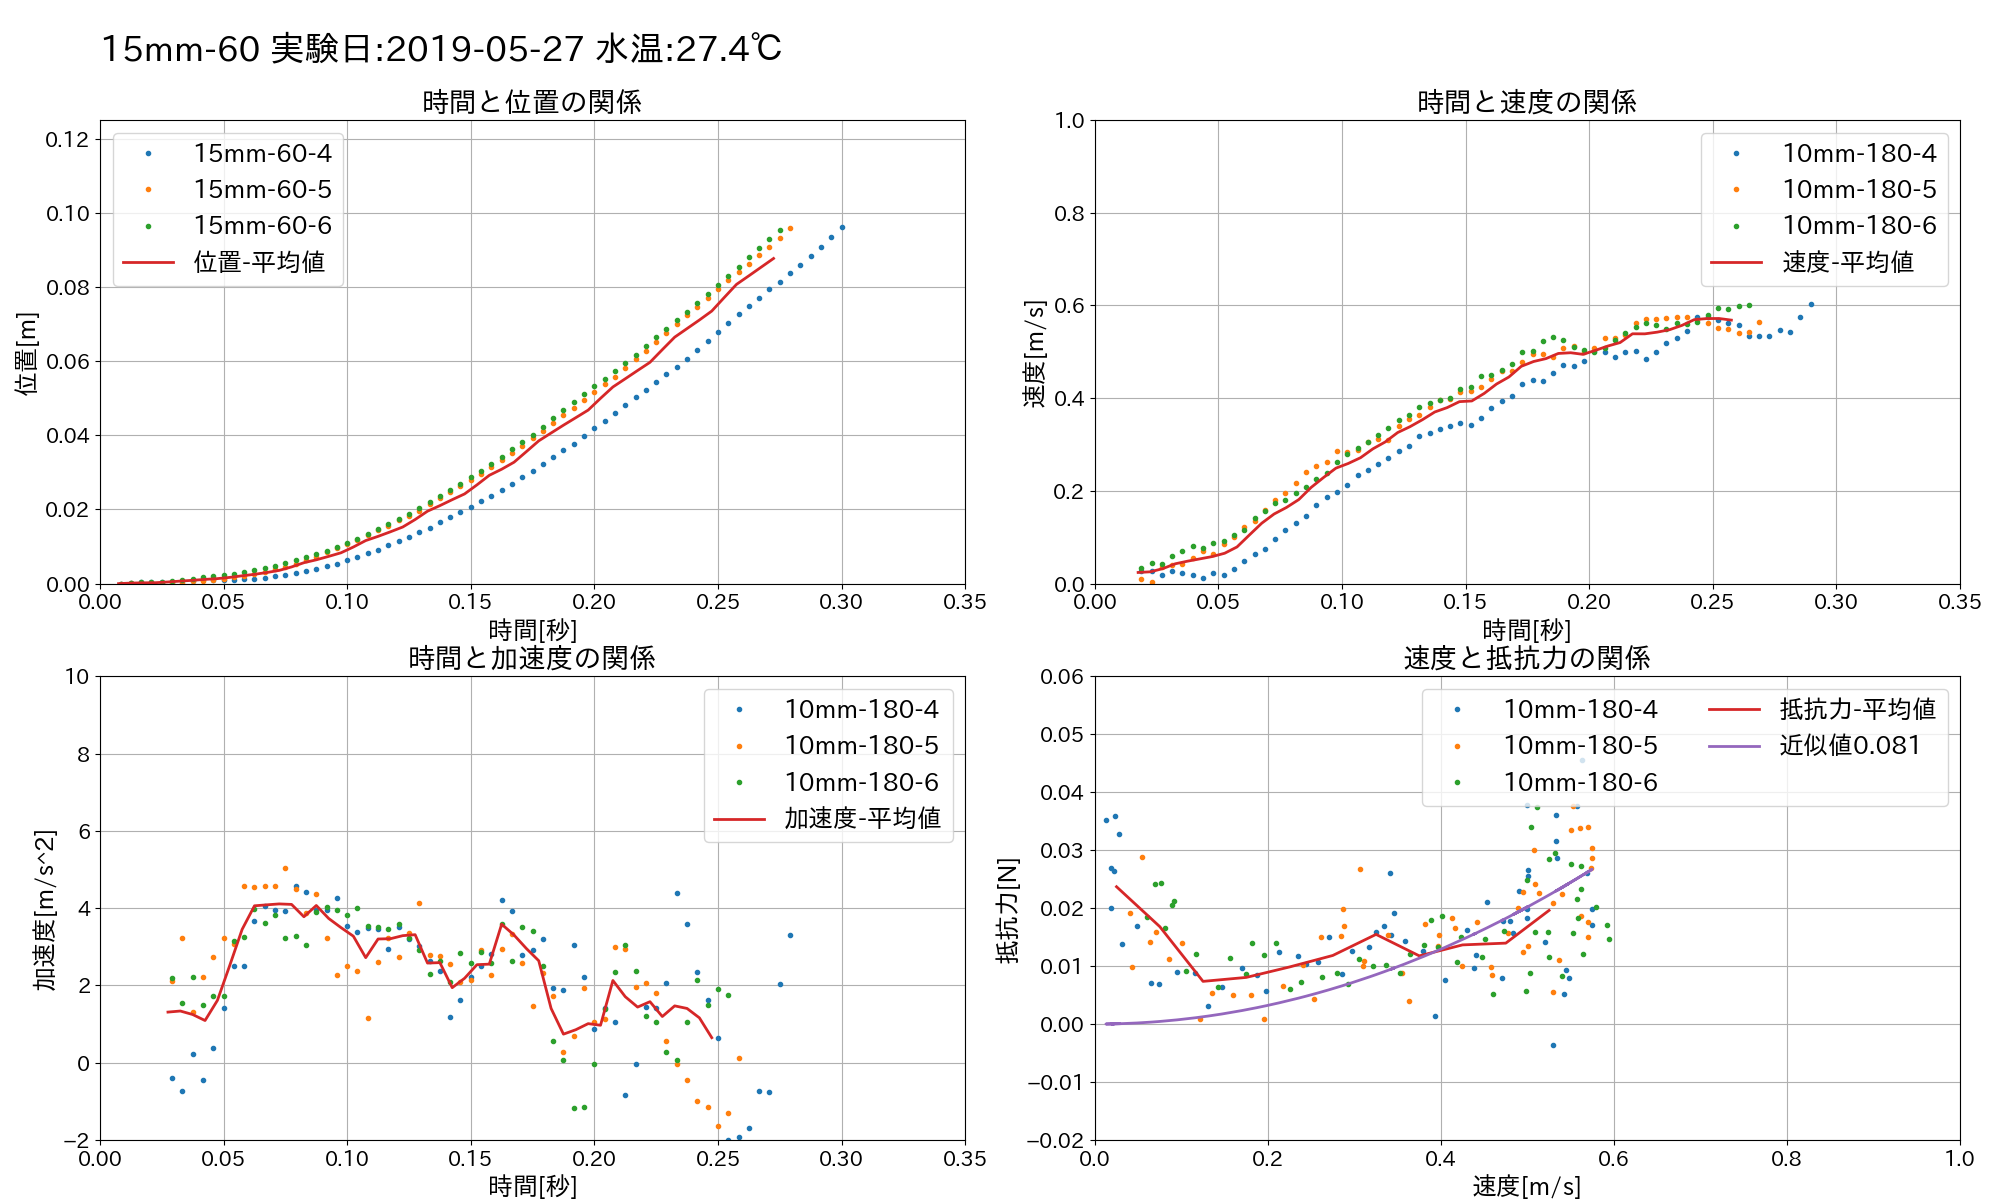 15mm-60 実験日:2019-05-27 水温:27.4℃
時間と位置の関係
位置[m]
0.12
0.10
0.08
0.06
0.04
0.02
0.00
15mm-60-4
15mm-60-5
15mm-60-6
位置-平均値
0.00 0.05 0.10 0.15 0.20 0.25 0.30 0.35
時間[秒]
時間と速度の関係
速度[m/s]
1.0
0.8
0.6
0.4
0.2
0.0
10mm-180-4
10mm-180-5
10mm-180-6
速度-平均値
0.00 0.05 0.10 0.15 0.20 0.25 0.30 0.35
時間[秒]
時間と加速度の関係
加速度[m/s^2]
10
8
6
4
2
0
−2
10mm-180-4
10mm-180-5
10mm-180-6
加速度-平均値
0.00 0.05 0.10 0.15 0.20 0.25 0.30 0.35
時間[秒]
速度と抵抗力の関係
抵抗力[N]
0.06
0.05
0.04
0.03
0.02
0.01
0.00
−0.01
−0.02
10mm-180-4
10mm-180-5
10mm-180-6
抵抗力-平均値
近似値0.081
0.0 0.2 0.4 0.6 0.8 1.0
速度[m/s]